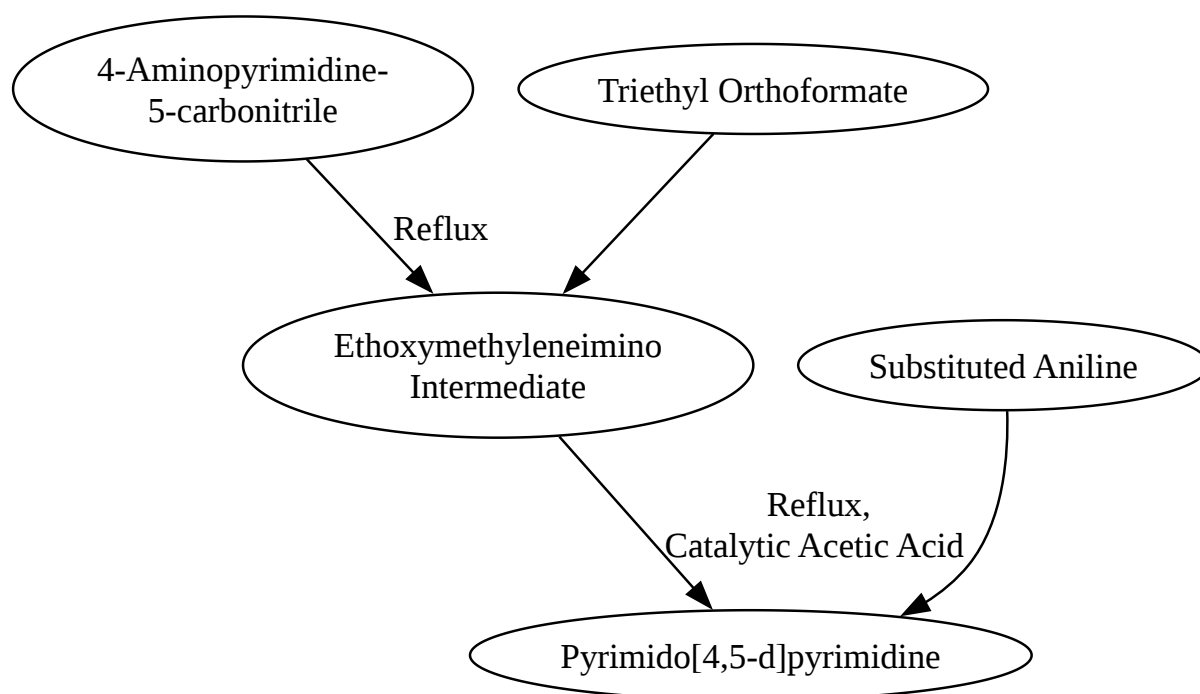 4-Aminopyrimidine-
5-carbonitrile
Triethyl Orthoformate
Reflux
Ethoxymethyleneimino
Intermediate
Substituted Aniline
Reflux,
Catalytic Acetic Acid
Pyrimido[4,5-d]pyrimidine